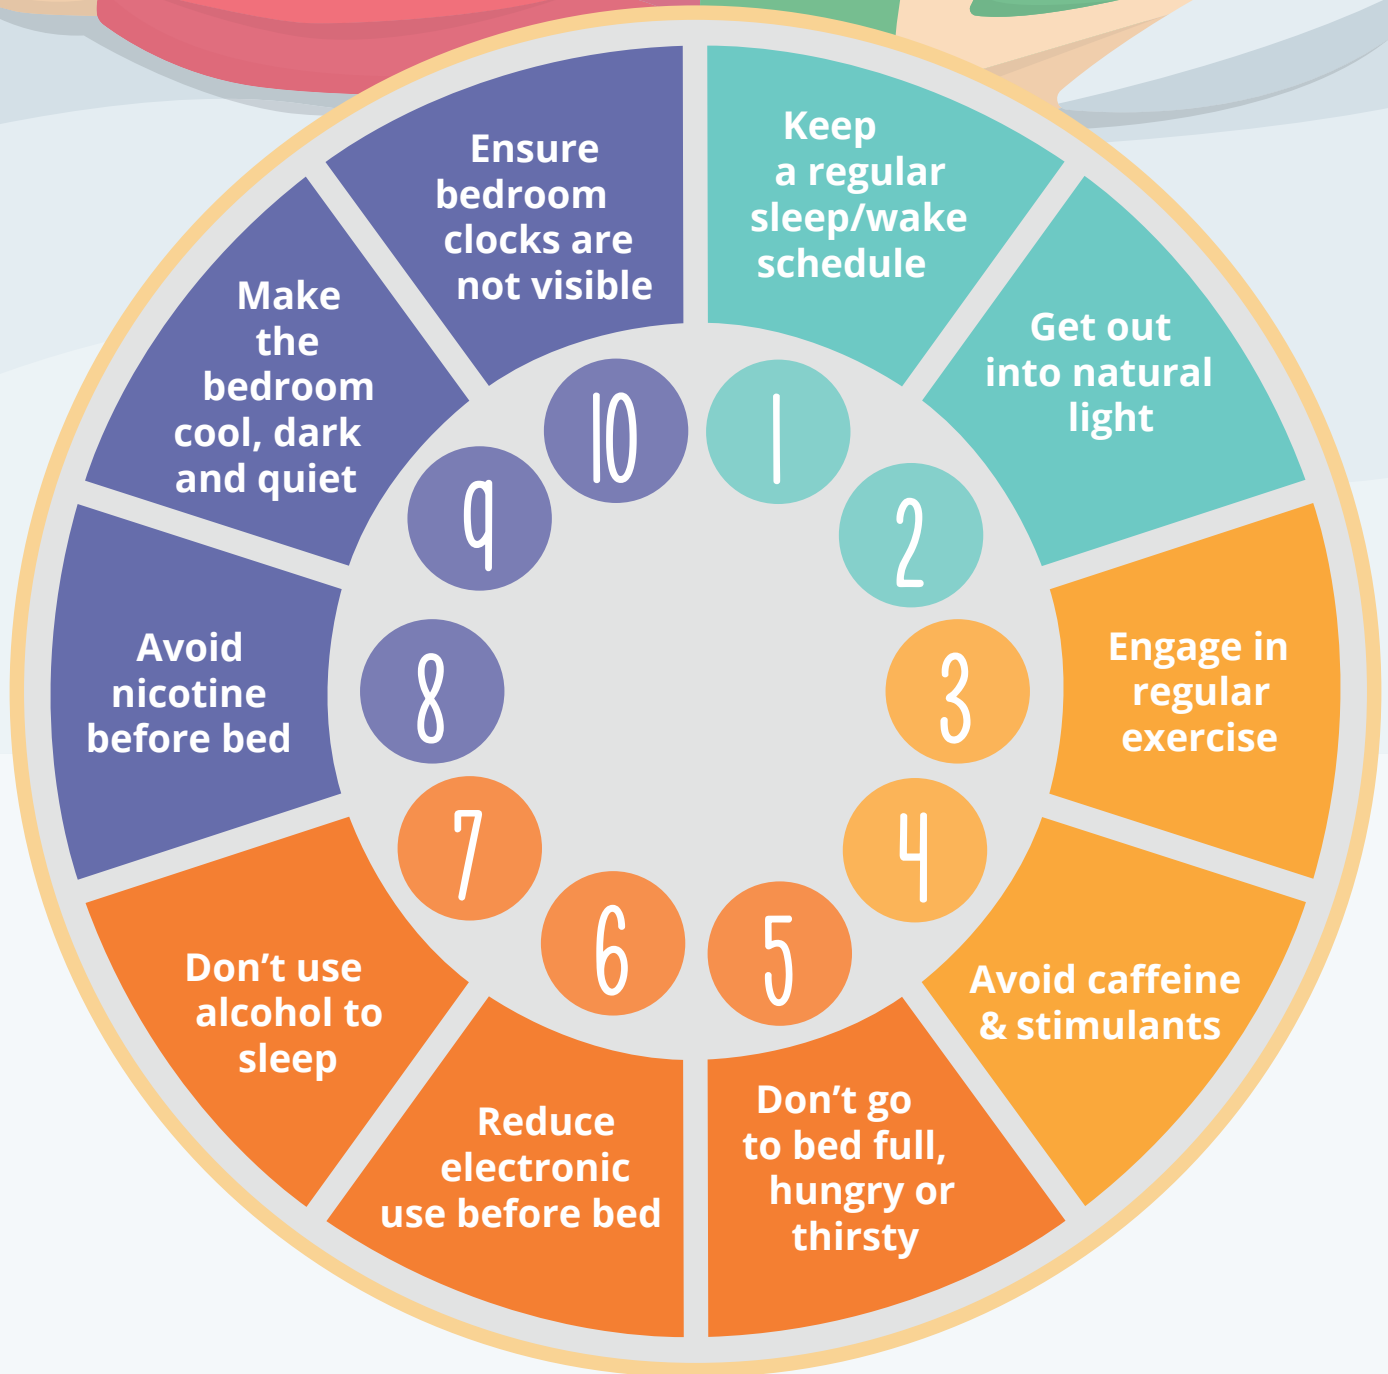 Keep
a regular
sleep/wake
schedule
1
Get out
into natural
light
2
Engage in
regular
exercise
3
Avoid caffeine
& stimulants
4
Don’t go
to bed full,
hungry or
thirsty
5
Reduce
electronic
use before bed
6
Don’t use
alcohol to
sleep
7
Avoid
nicotine
before bed
8
Make
the
bedroom
cool, dark
and quiet
9
Ensure
bedroom
clocks are
not visible
10